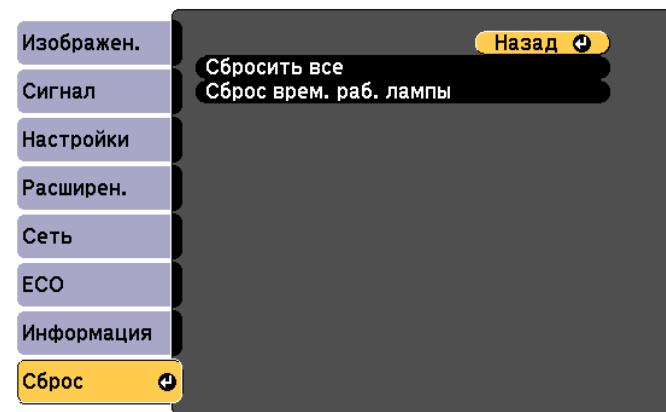 Изображен.
Сигнал
Настройки
Расширен.
Сеть
ECO
Информация
Сброс
Назад
Сбросить все
Сброс врем. раб. лампы